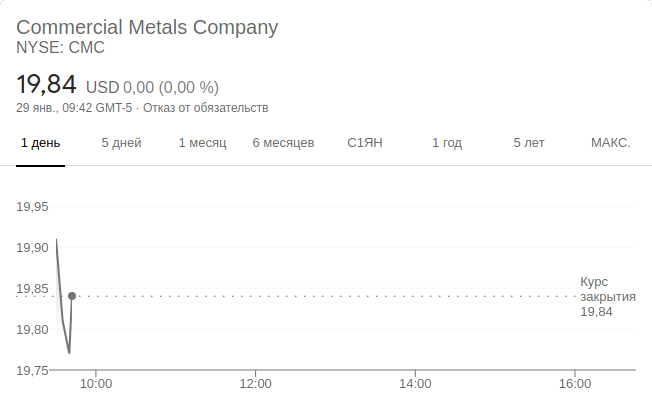 Commercial Metals Company
NYSE: CMC
19,84 USD 0,00 (0,00 %)
29 янв., 09:42 GMT-5 · Отказ от обязательств
1 день 5 дней 1 месяц 6 месяцев С1ЯН 1 год 5 лет МАКС.
19,95
19,90
19,85
19,80
19,75
Курс
закрытия
19,84
10:00 12:00 14:00 16:00